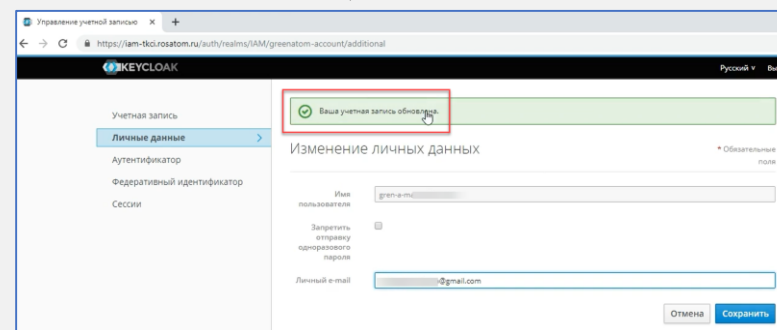 Управление учетной записью × +
https://iam-tkci.rosatom.ru/auth/realms/IAM/greenatom-account/additional
KEYCLOAK
Русский
Учетная запись
Личные данные
Аутентификатор
Федеративный идентификатор
Сессии
Ваша учетная запись обновлена.
Изменение личных данных
* Обязательные
поля
Имя
пользователя
gren-a-m
Запретить
отправку
одноразового
пароля
Личный e-mail
@gmail.com
Отмена
Сохранить